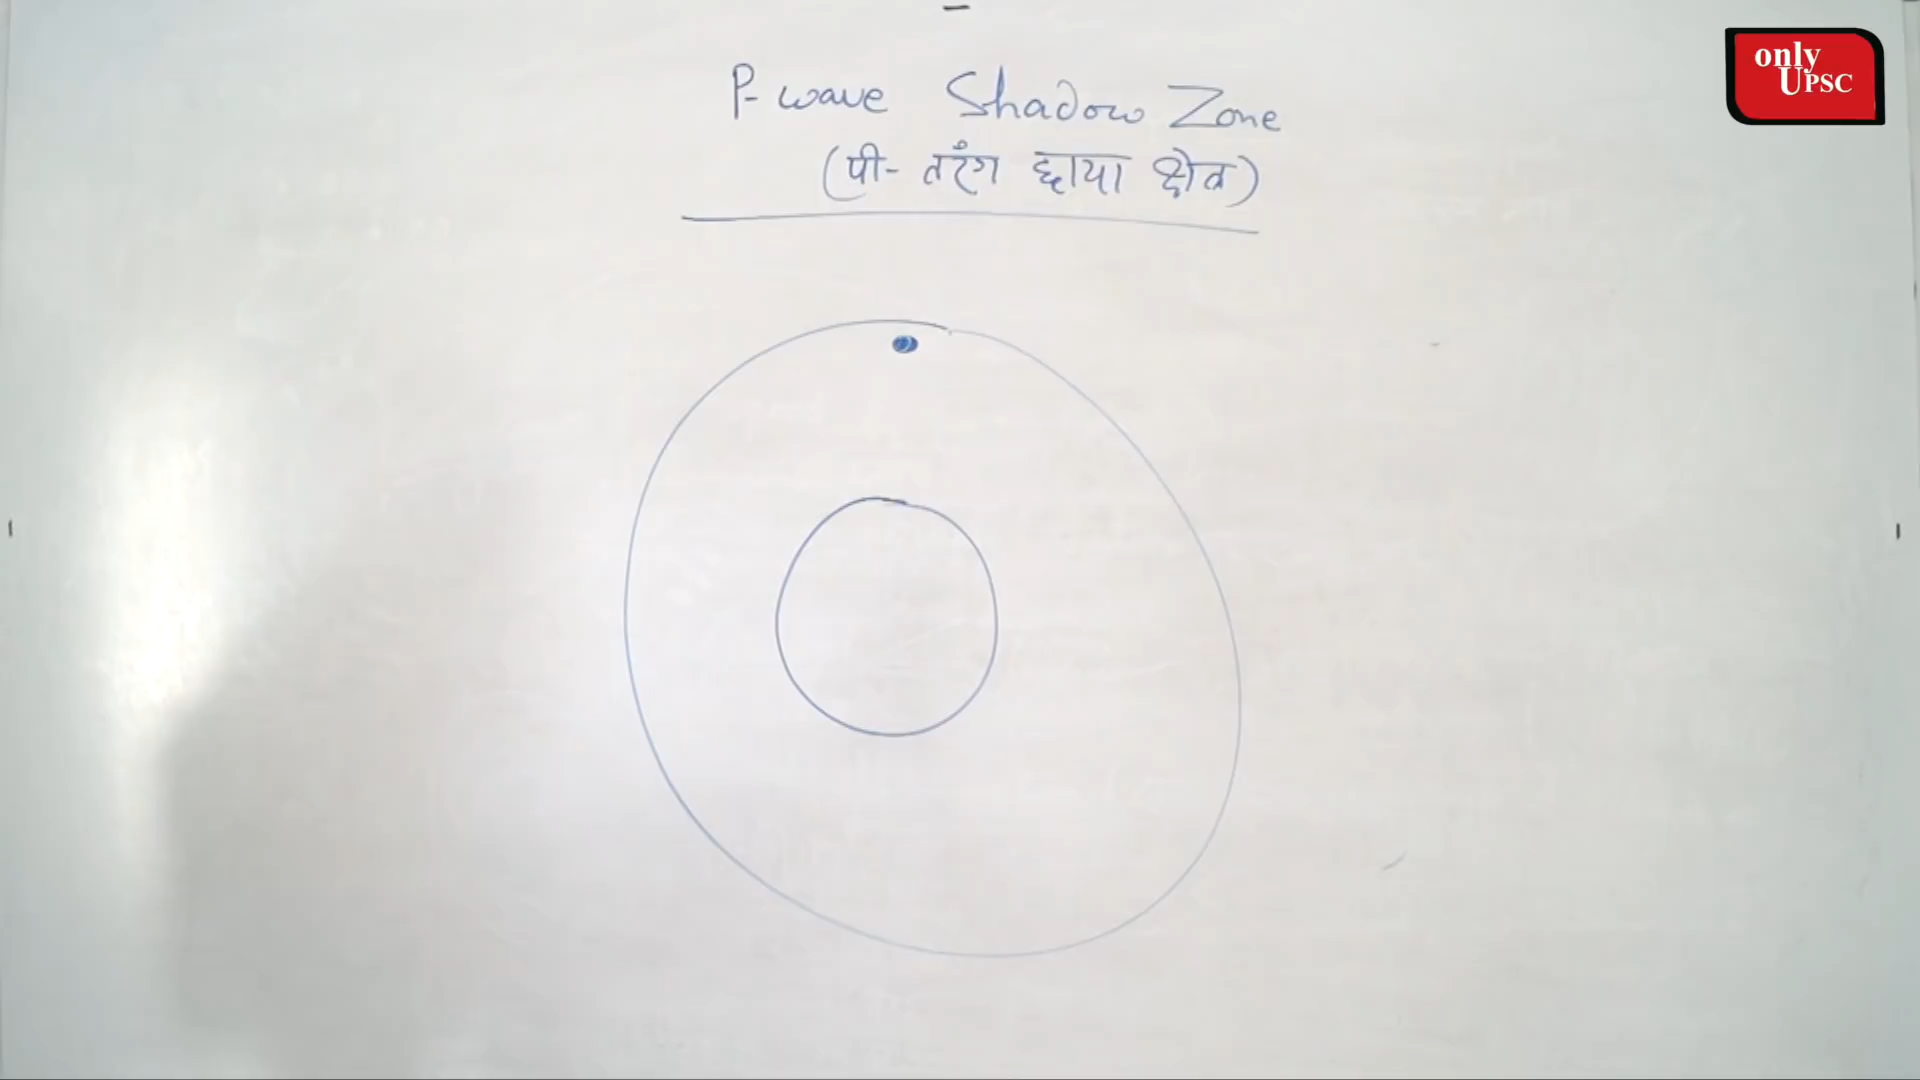 P- wave Shadow Zone
(पी- तरंग छाया क्षेत्र)
only
UPSC